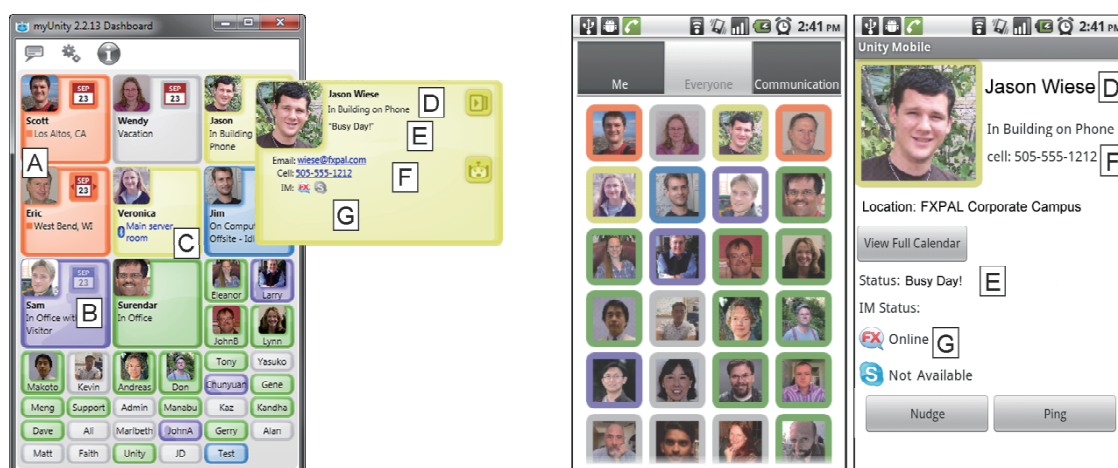 myUnity 2.2.13 Dashboard
SEP
23
Scott
Los Altos, CA
A
SEP
23
Wendy
Vacation
Jason
In Building
Phone
Jason Wiese
D
In Building on Phone
"Busy Day!"
E
Email: wiese@fxpal.com
Cell: 505-555-1212
F
IM:
G
SEP
23
Eric
West Bend, WI
Veronica
Main server
room
C
Jim
On Compu
Offsite - Idl
SEP
23
Sam
In Office wit
Visitor
B
Surendar
In Office
Eleanor
Larry
JohnB
Lynn
Makoto
Kevin
Andreas
Don
Tony
Yasuko
Chunyuan
Gene
Meng
Support
Admin
Manabu
Kaz
Kandha
Dave
All
Maribeth
JohnA
Gerry
Alan
Matt
Faith
Unity
JD
Test
2:41 PM
Me
Everyone
Communication
2:41 PM
Unity Mobile
Jason Wiese
D
In Building on Phone
cell: 505-555-1212
F
Location: FXPAL Corporate Campus
View Full Calendar
Status: Busy Day!
E
IM Status:
FX Online
G
S Not Available
Nudge
Ping